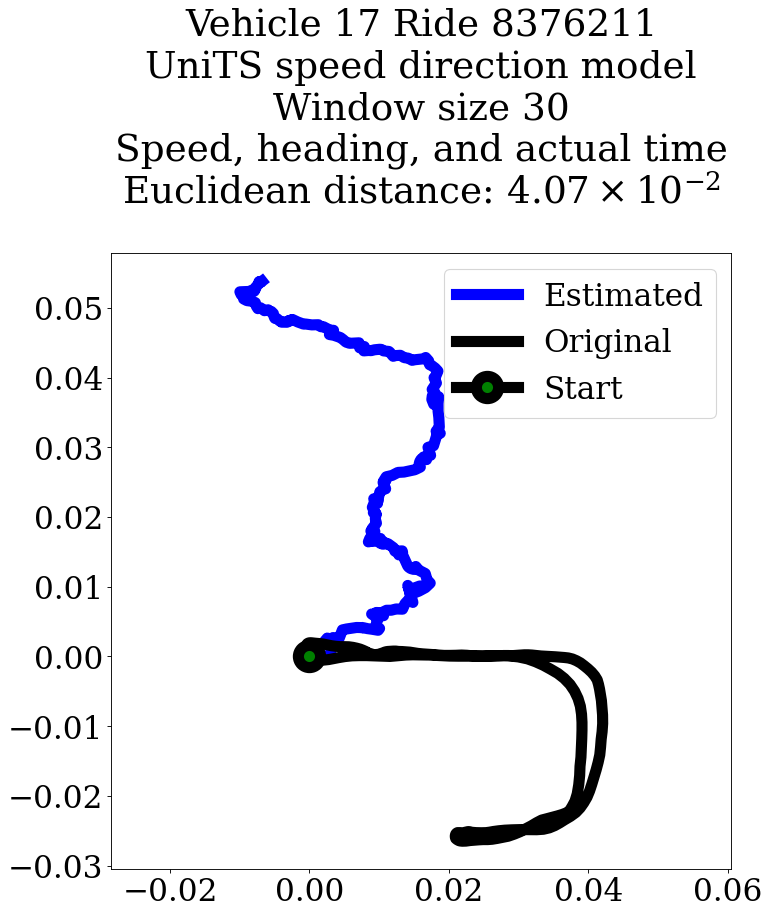 Vehicle 17 Ride 8376211
UniTS speed direction model
Window size 30
Speed, heading, and actual time
Euclidean distance: 4.07 × 10⁻²
Estimated
Original
Start
0.05
0.04
0.03
0.02
0.01
0.00
−0.01
−0.02
−0.03
−0.02 0.00 0.02 0.04 0.06